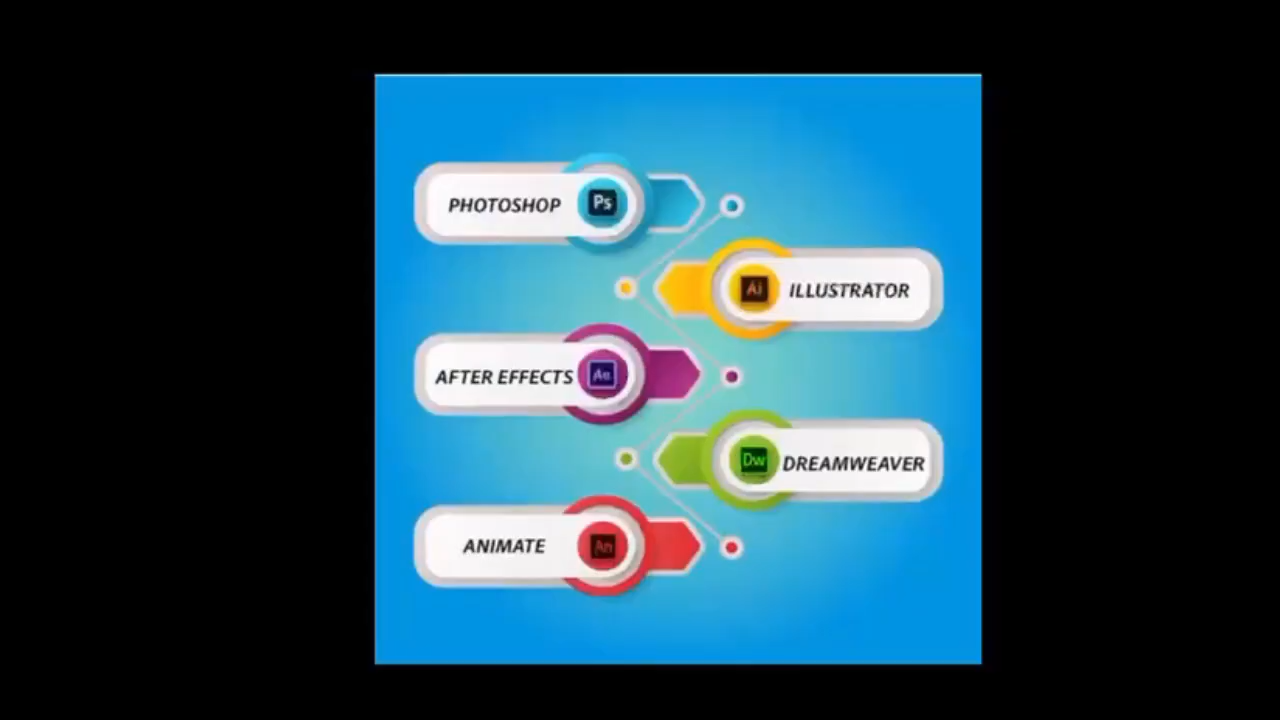 PHOTOSHOP Ps
Ai ILLUSTRATOR
AFTER EFFECTS Ae
Dw DREAMWEAVER
ANIMATE An